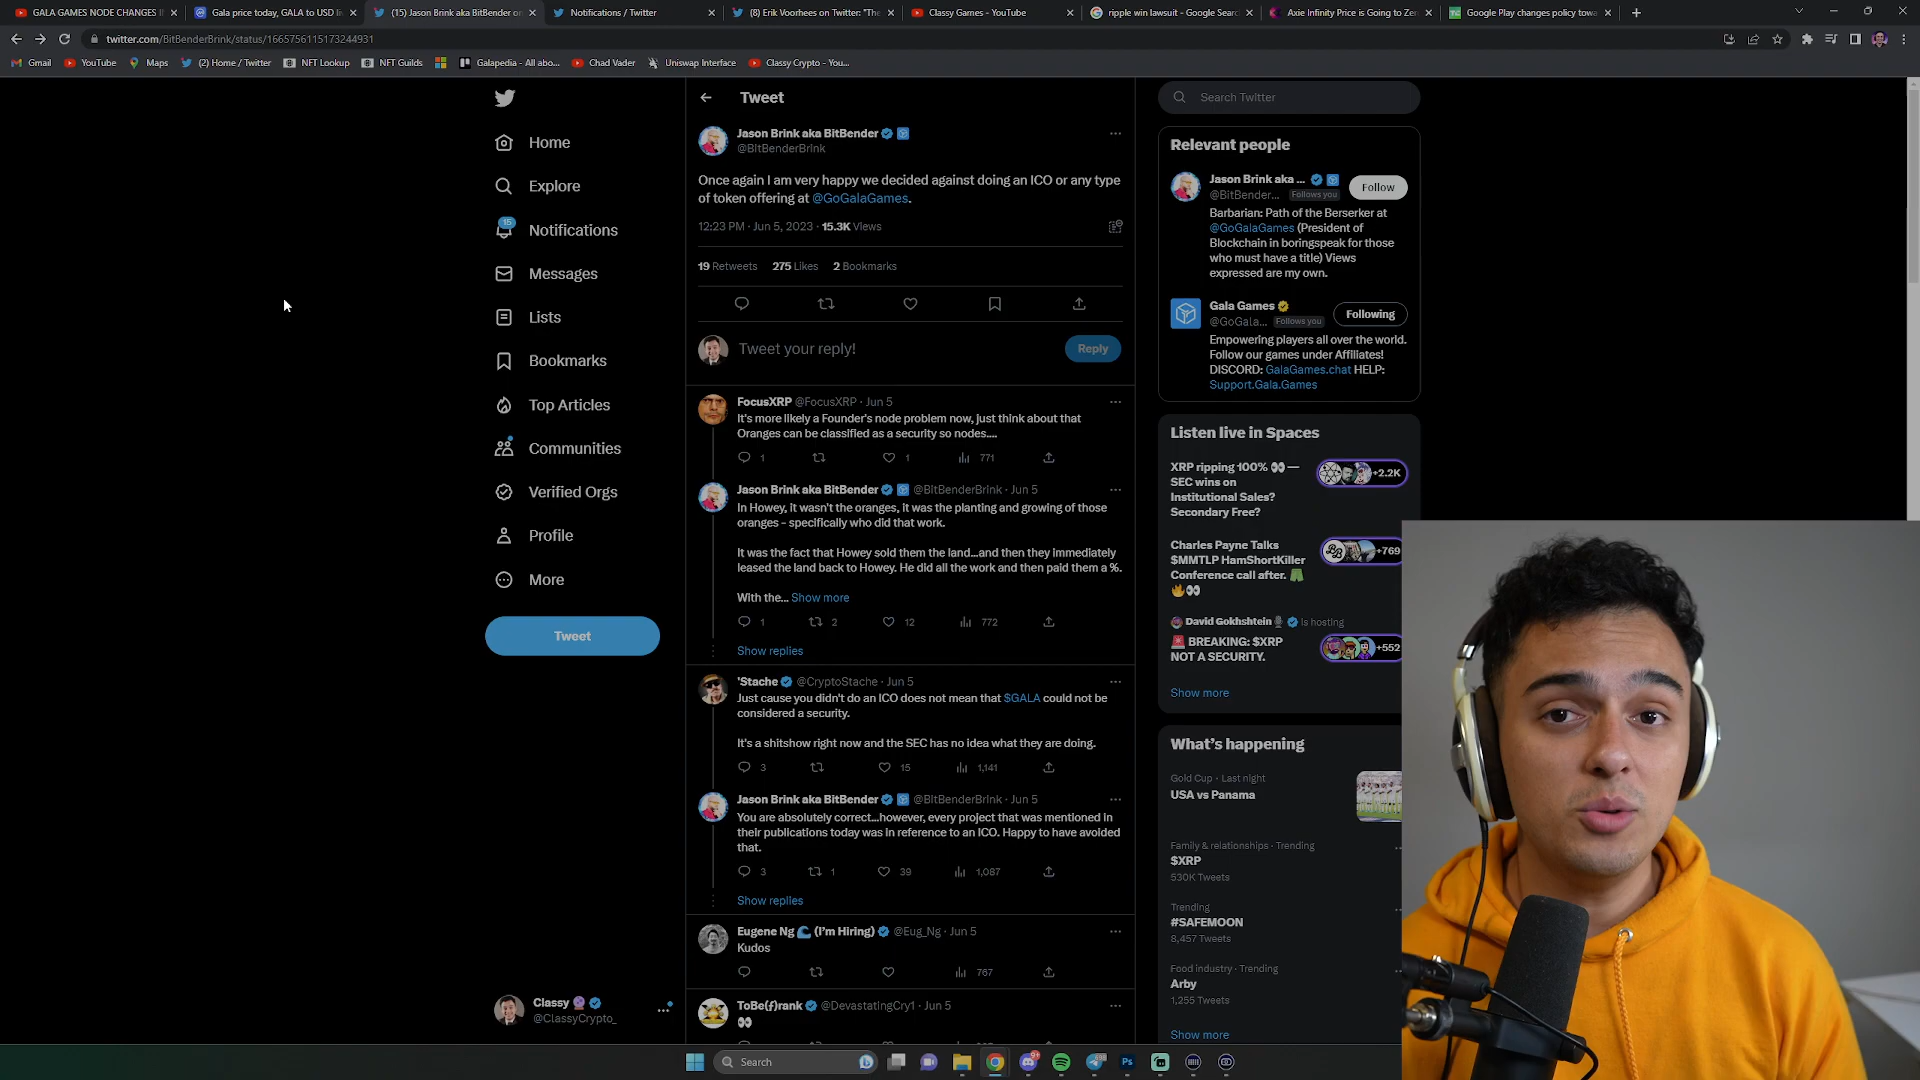 GALA GAMES NODE CHANGES I
Gala price today, GALA to USD li
(15) Jason Brink aka BitBender on
Notifications / Twitter
(8) Erik Voorhees on Twitter: "The
Classy Games - YouTube
ripple win lawsuit - Google Searc
Axie Infinity Price is Going to Zer
Google Play changes policy towa
twitter.com/BitBenderBrink/status/1665756115173244931
Gmail
YouTube
Maps
(2) Home / Twitter
NFT Lookup
NFT Guilds
Galapedia - All abo...
Chad Vader
Uniswap Interface
Classy Crypto - You...
Home
Explore
15
Notifications
Messages
Lists
Bookmarks
Top Articles
Communities
Verified Orgs
Profile
More
Tweet
Classy
@ClassyCrypto_
Tweet
Jason Brink aka BitBender
@BitBenderBrink
Once again I am very happy we decided against doing an ICO or any type
of token offering at @GoGalaGames.
12:23 PM · Jun 5, 2023 · 15.3K Views
19 Retweets 275 Likes 2 Bookmarks
Tweet your reply!
Reply
FocusXRP @FocusXRP · Jun 5
It's more likely a Founder's node problem now, just think about that
Oranges can be classified as a security so nodes....
1 1 771
Jason Brink aka BitBender @BitBenderBrink · Jun 5
In Howey, it wasn't the oranges, it was the planting and growing of those
oranges - specifically who did that work.
It was the fact that Howey sold them the land...and then they immediately
leased the land back to Howey. He did all the work and then paid them a %.
With the... Show more
1 2 12 772
Show replies
'Stache @CryptoStache · Jun 5
Just cause you didn't do an ICO does not mean that $GALA could not be
considered a security.
It's a shitshow right now and the SEC has no idea what they are doing.
3 15 1,141
Jason Brink aka BitBender @BitBenderBrink · Jun 5
You are absolutely correct...however, every project that was mentioned in
their publications today was in reference to an ICO. Happy to have avoided
that.
3 1 39 1,087
Show replies
Eugene Ng (I'm Hiring) @Eug_Ng · Jun 5
Kudos
767
ToBe(ƒ)rank @DevastatingCry1 · Jun 5
Search Twitter
Relevant people
Jason Brink aka ...
@BitBender... Follows you
Follow
Barbarian: Path of the Berserker at
@GoGalaGames (President of
Blockchain in boringspeak for those
who must have a title) Views
expressed are my own.
Gala Games
@GoGala... Follows you
Following
Empowering players all over the world.
Follow our games under Affiliates!
DISCORD: GalaGames.chat HELP:
Support.Gala.Games
Listen live in Spaces
XRP ripping 100% —
SEC wins on
Institutional Sales?
Secondary Free?
+2.2K
Charles Payne Talks
$MMTLP HamShortKiller
Conference call after.
+769
David Gokhshtein is hosting
BREAKING: $XRP
NOT A SECURITY.
+552
Show more
What's happening
Gold Cup · Last night
USA vs Panama
Family & relationships · Trending
$XRP
530K Tweets
Trending
#SAFEMOON
8,457 Tweets
Food industry · Trending
Arby
1,255 Tweets
Show more
Search